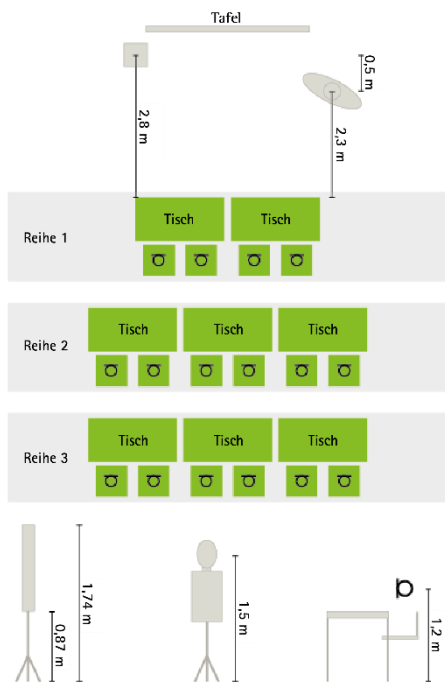 Tafel
0,5 m
2,8 m
2,3 m
Reihe 1
Tisch Tisch
Reihe 2
Tisch Tisch Tisch
Reihe 3
Tisch Tisch Tisch
1,74 m
0,87 m
1,5 m
1,2 m